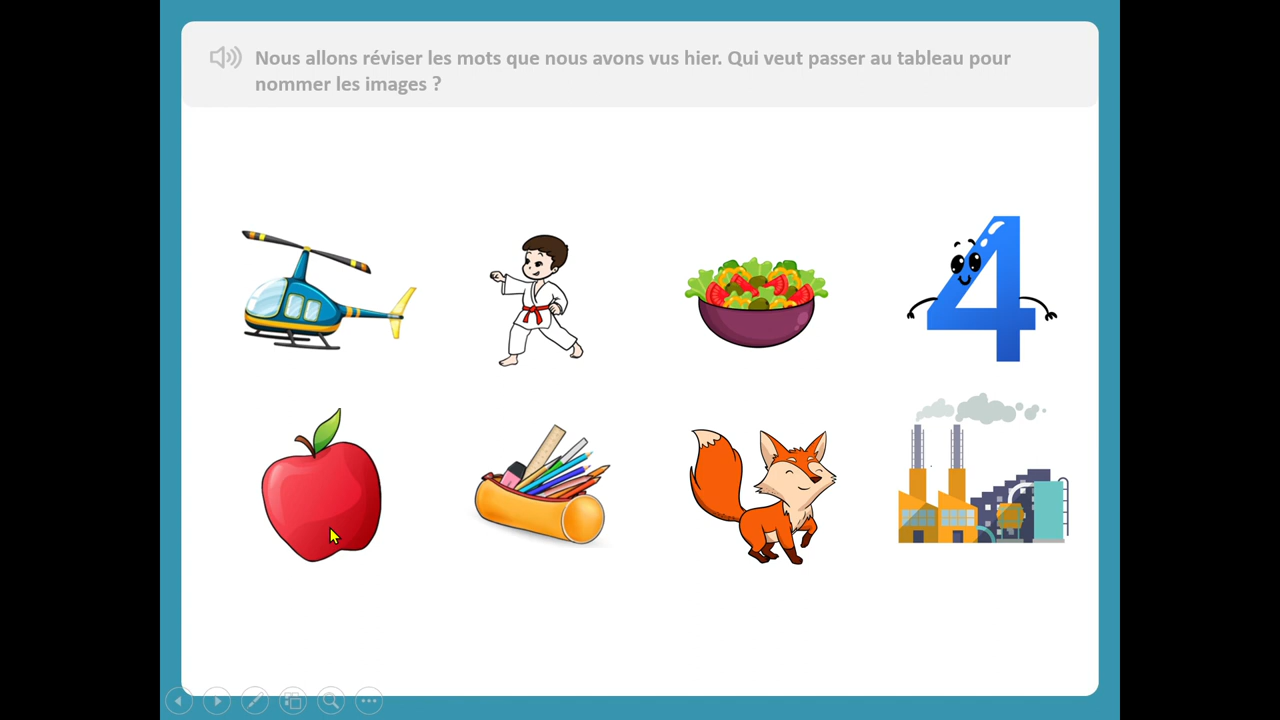 Nous allons réviser les mots que nous avons vus hier. Qui veut passer au tableau pour
nommer les images ?
4